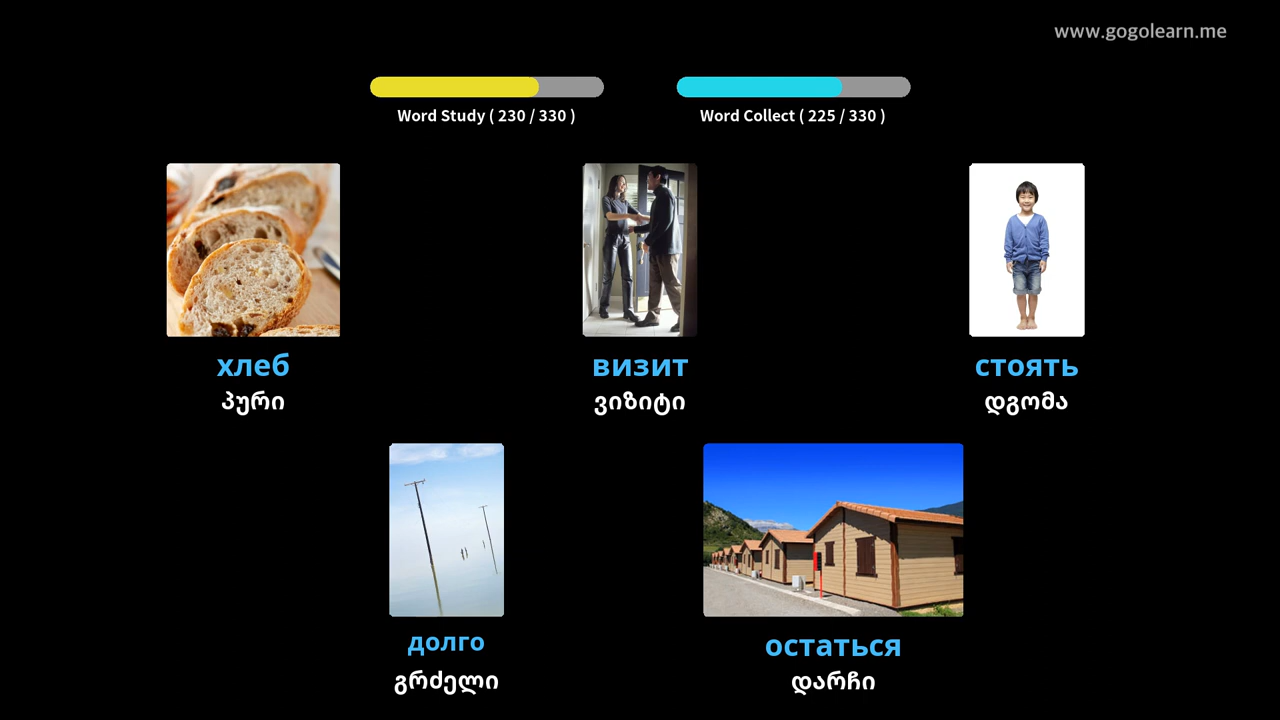 www.gogolearn.me
Word Study ( 230 / 330 )
Word Collect ( 225 / 330 )
хлеб
პური
визит
ვიზიტი
стоять
დგომა
долго
გრძელი
остаться
დარჩი